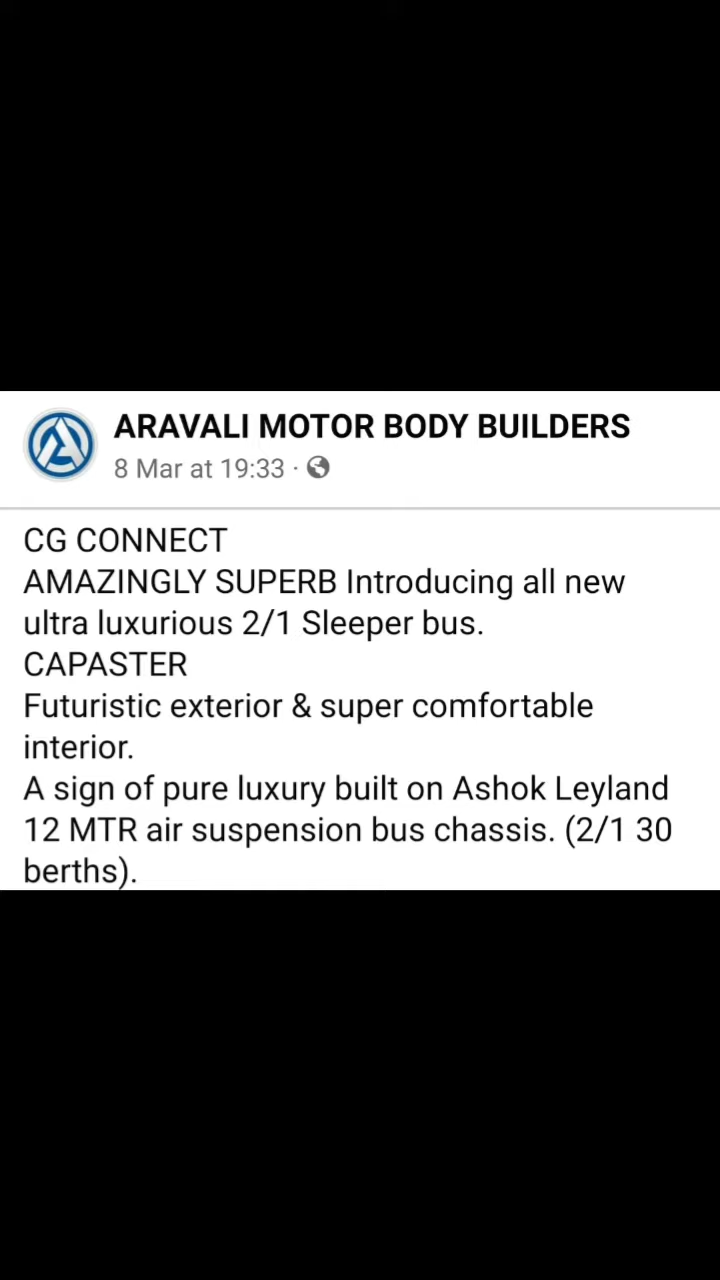 ARAVALI MOTOR BODY BUILDERS
8 Mar at 19:33 ·
CG CONNECT
AMAZINGLY SUPERB Introducing all new
ultra luxurious 2/1 Sleeper bus.
CAPASTER
Futuristic exterior & super comfortable
interior.
A sign of pure luxury built on Ashok Leyland
12 MTR air suspension bus chassis. (2/1 30
berths).